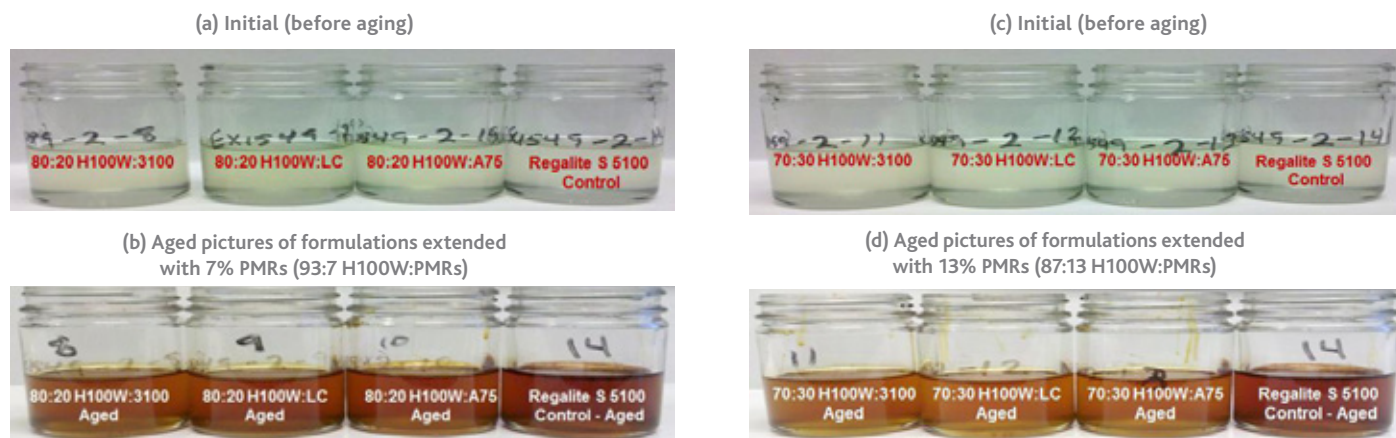 (a) Initial (before aging)
80:20 H100W:3100
80:20 H100W:LC
80:20 H100W:A75
Regalite S 5100
Control
(b) Aged pictures of formulations extended
with 7% PMRs (93:7 H100W:PMRs)
8
9
10
14
80:20 H100W:3100
Aged
80:20 H100W:LC
Aged
80:20 H100W:A75
Aged
Regalite S 5100
Control - Aged
(c) Initial (before aging)
-2-11
-2-12
70:30 H100W:3100
70:30 H100W:LC
70:30 H100W:A75
Regalite S 5100
Control
(d) Aged pictures of formulations extended
with 13% PMRs (87:13 H100W:PMRs)
11
14
70:30 H100W:3100
Aged
70:30 H100W:LC
Aged
70:30 H100W:A75
Aged
Regalite S 5100
Control - Aged